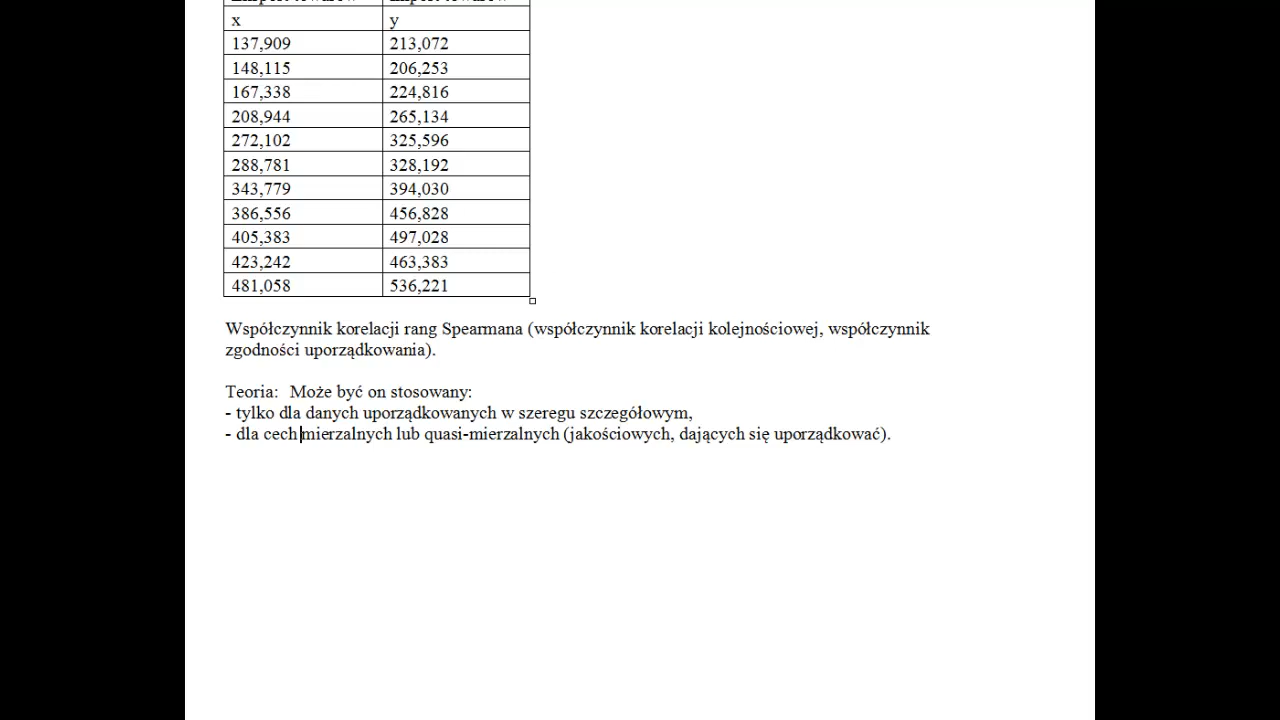 x y
137,909 213,072
148,115 206,253
167,338 224,816
208,944 265,134
272,102 325,596
288,781 328,192
343,779 394,030
386,556 456,828
405,383 497,028
423,242 463,383
481,058 536,221
Współczynnik korelacji rang Spearmana (współczynnik korelacji kolejnościowej, współczynnik
zgodności uporządkowania).
Teoria: Może być on stosowany:
- tylko dla danych uporządkowanych w szeregu szczegółowym,
- dla cech mierzalnych lub quasi-mierzalnych (jakościowych, dających się uporządkować).